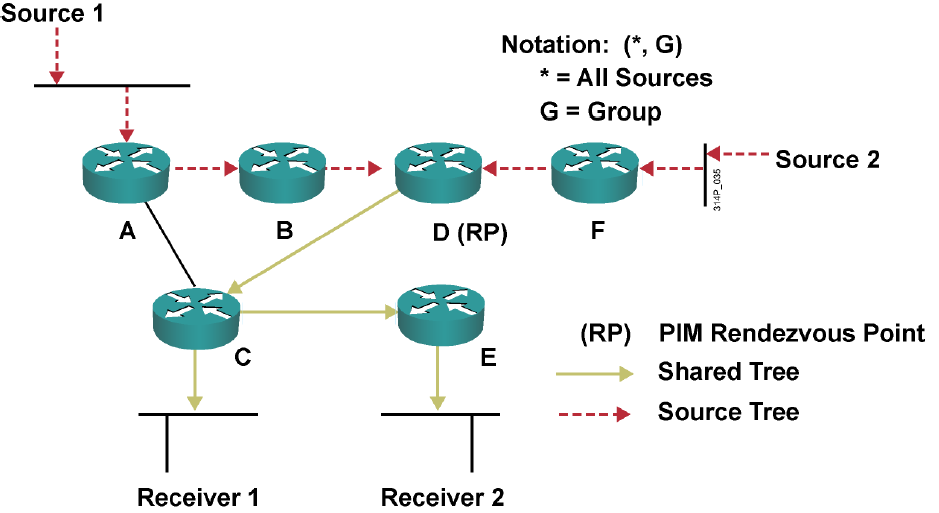 Source 1
Notation: (*, G)
* = All Sources
G = Group
Source 2
314P_035
A
B
D (RP)
F
C
E
(RP) PIM Rendezvous Point
Shared Tree
Source Tree
Receiver 1
Receiver 2